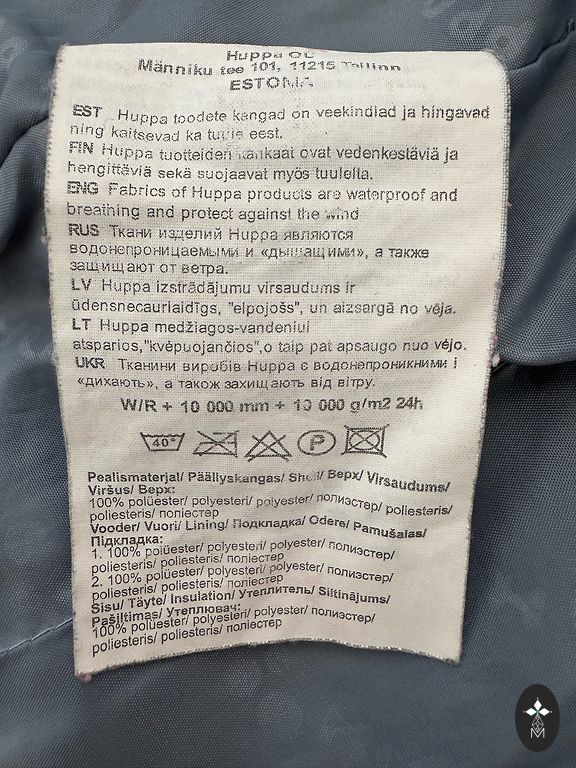 Huppa OÜ
Männiku tee 101, 11215 Tallinn
ESTONIA
EST Huppa toodete kangad on veekindlad ja hingavad
ning kaitsevad ka tuule eest.
FIN Huppa tuotteiden kankaat ovat vedenkestäviä ja
hengittäviä sekä suojaavat myös tuulelta.
ENG Fabrics of Huppa products are waterproof and
breathing and protect against the wind
RUS Ткани изделий Huppa являются
водонепроницаемыми и «дышащими», а также
защищают от ветра.
LV Huppa izstrādājumu virsaudums ir
ūdensnecaurlaidīgs, "elpojošs", un aizsargā no vēja.
LT Huppa medžiagos-vandeniui
atsparios,"kvėpuojančios",o taip pat apsaugo nuo vėjo.
UKR Тканини виробів Huppa є водонепроникними і
«дихають», а також захищають від вітру.
W/R + 10 000 mm + 10 000 g/m2 24h
40° P
Pealismaterjal/ Päällyskangas/ Shell/ Верх/ Virsaudums/
Viršus/ Верх:
100% polüester/ polyesteri/ polyester/ полиэстер/ poliesteris/
poliesteris/ поліестер
Vooder/ Vuori/ Lining/ Подкладка/ Odere/ Pamušalas/
Підкладка:
1. 100% polüester/ polyesteri/ polyester/ полиэстер/
poliesteris/ poliesteris/ поліестер
2. 100% polüester/ polyesteri/ polyester/ полиэстер/
poliesteris/ poliesteris/ поліестер
Sisu/ Täyte/ Insulation/ Утеплитель/ Siltinājums/
Pašiltimas/ Утеплювач:
100% polüester/ polyesteri/ polyester/ полиэстер/
poliesteris/ poliesteris/ поліестер
M